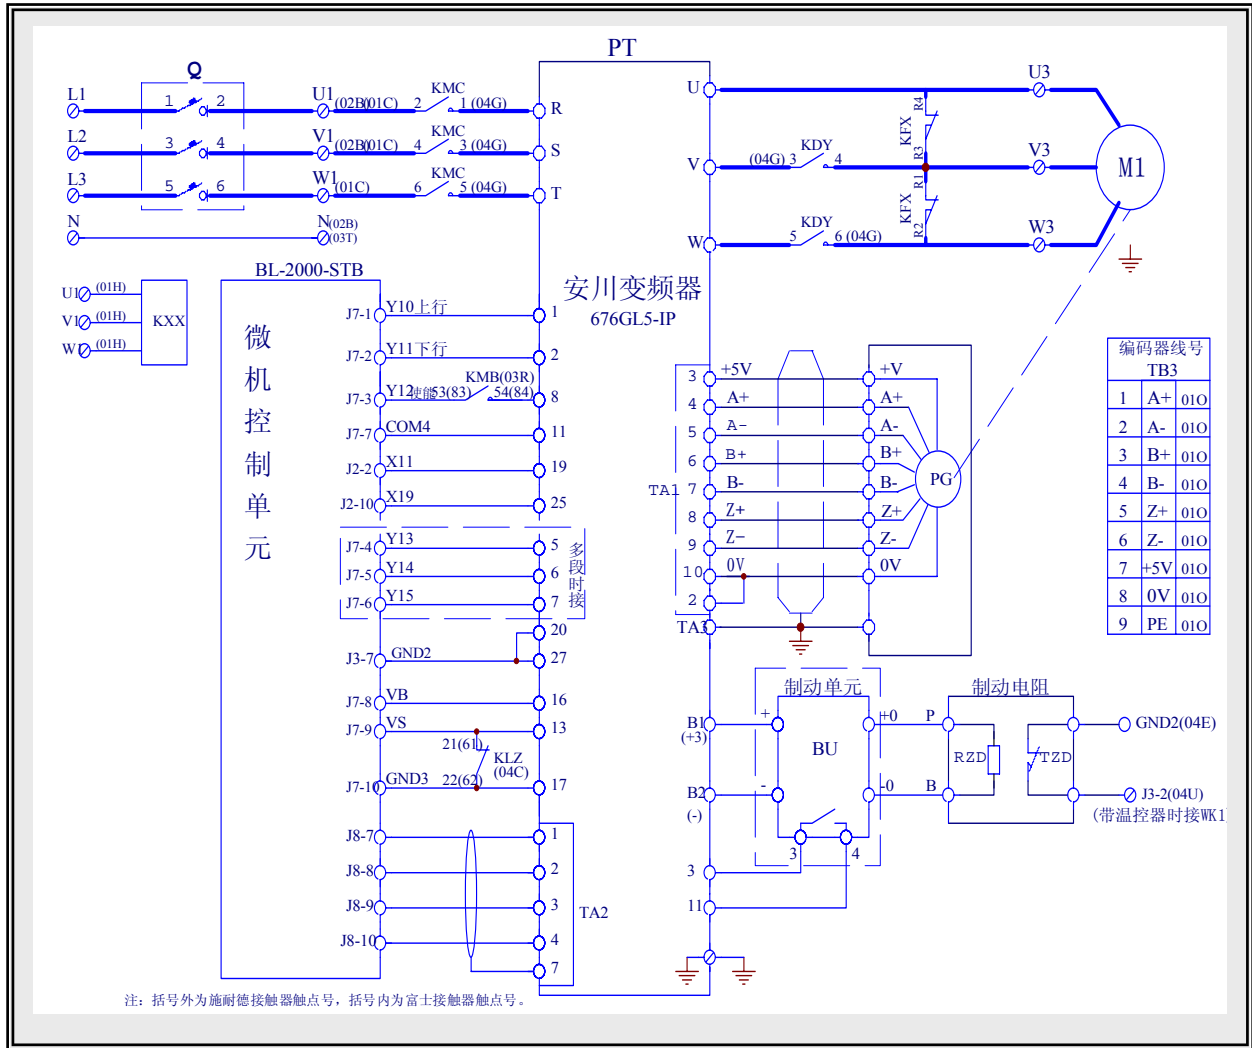 PT
Q
L1 1 2 U1 (02B)(01C) 2 KMC 1 (04G) R
L2 3 4 V1 (02B)(01C) 4 KMC 3 (04G) S
L3 5 6 W1 (01C) 6 KMC 5 (04G) T
N N(02B)
(03T)
U U3
R4
KFX
R3
V (04G) 3 KDY 4 V3
R1
KFX
R2
W 5 KDY 6 (04G) W3
M1
U1 (01H)
V1 (01H)
W1 (01H)
KXX
BL-2000-STB
微机控制单元
安川变频器
676GL5-IP
J7-1 Y10上行 1
J7-2 Y11下行 2
J7-3 Y12使能 53(83) KMB(03R) 54(84) 8
J7-7 COM4 11
J2-2 X11 19
J2-10 X19 25
J7-4 Y13 5
J7-5 Y14 6
J7-6 Y15 7
多段时接
20
J3-7 GND2 27
J7-8 VB 16
J7-9 VS 13
21(61)
KLZ
(04C)
22(62)
J7-10 GND3 17
J8-7 1
J8-8 2
J8-9 3
J8-10 4
7
TA2
TA1
3 +5V +V
4 A+ A+
5 A- A-
6 B+ B+
7 B- B-
8 Z+ Z+
9 Z- Z-
10 0V 0V
2
TA3
PG
编码器线号
TB3
1 A+ 01O
2 A- 01O
3 B+ 01O
4 B- 01O
5 Z+ 01O
6 Z- 01O
7 +5V 01O
8 0V 01O
9 PE 01O
制动单元
制动电阻
B1 + +0 P GND2(04E)
(+3)
BU
RZD
TZD
B2 - -0 B J3-2(04U)
(-)
(带温控器时接WK1
3 4
3
11
注: 括号外为施耐德接触器触点号, 括号内为富士接触器触点号。